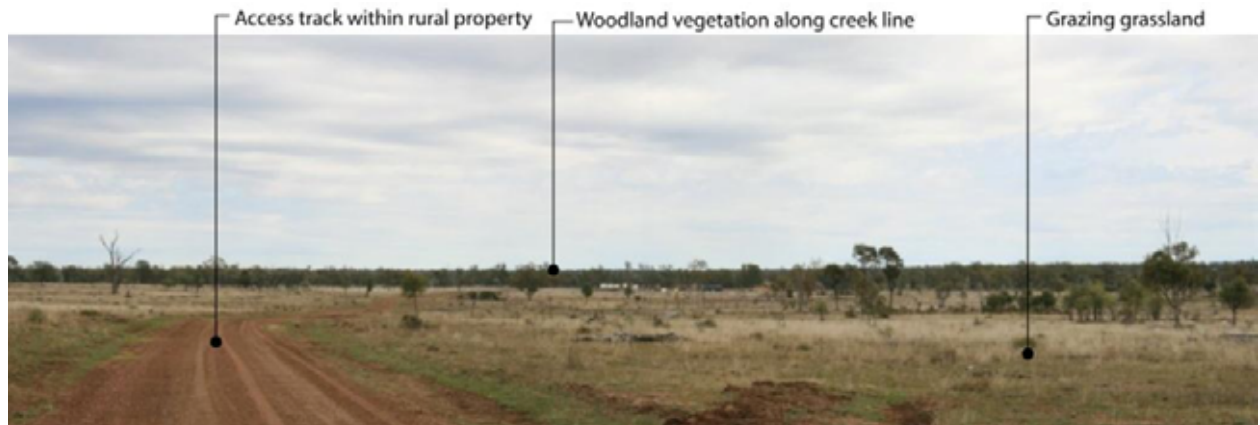 Access track within rural property
Woodland vegetation along creek line
Grazing grassland